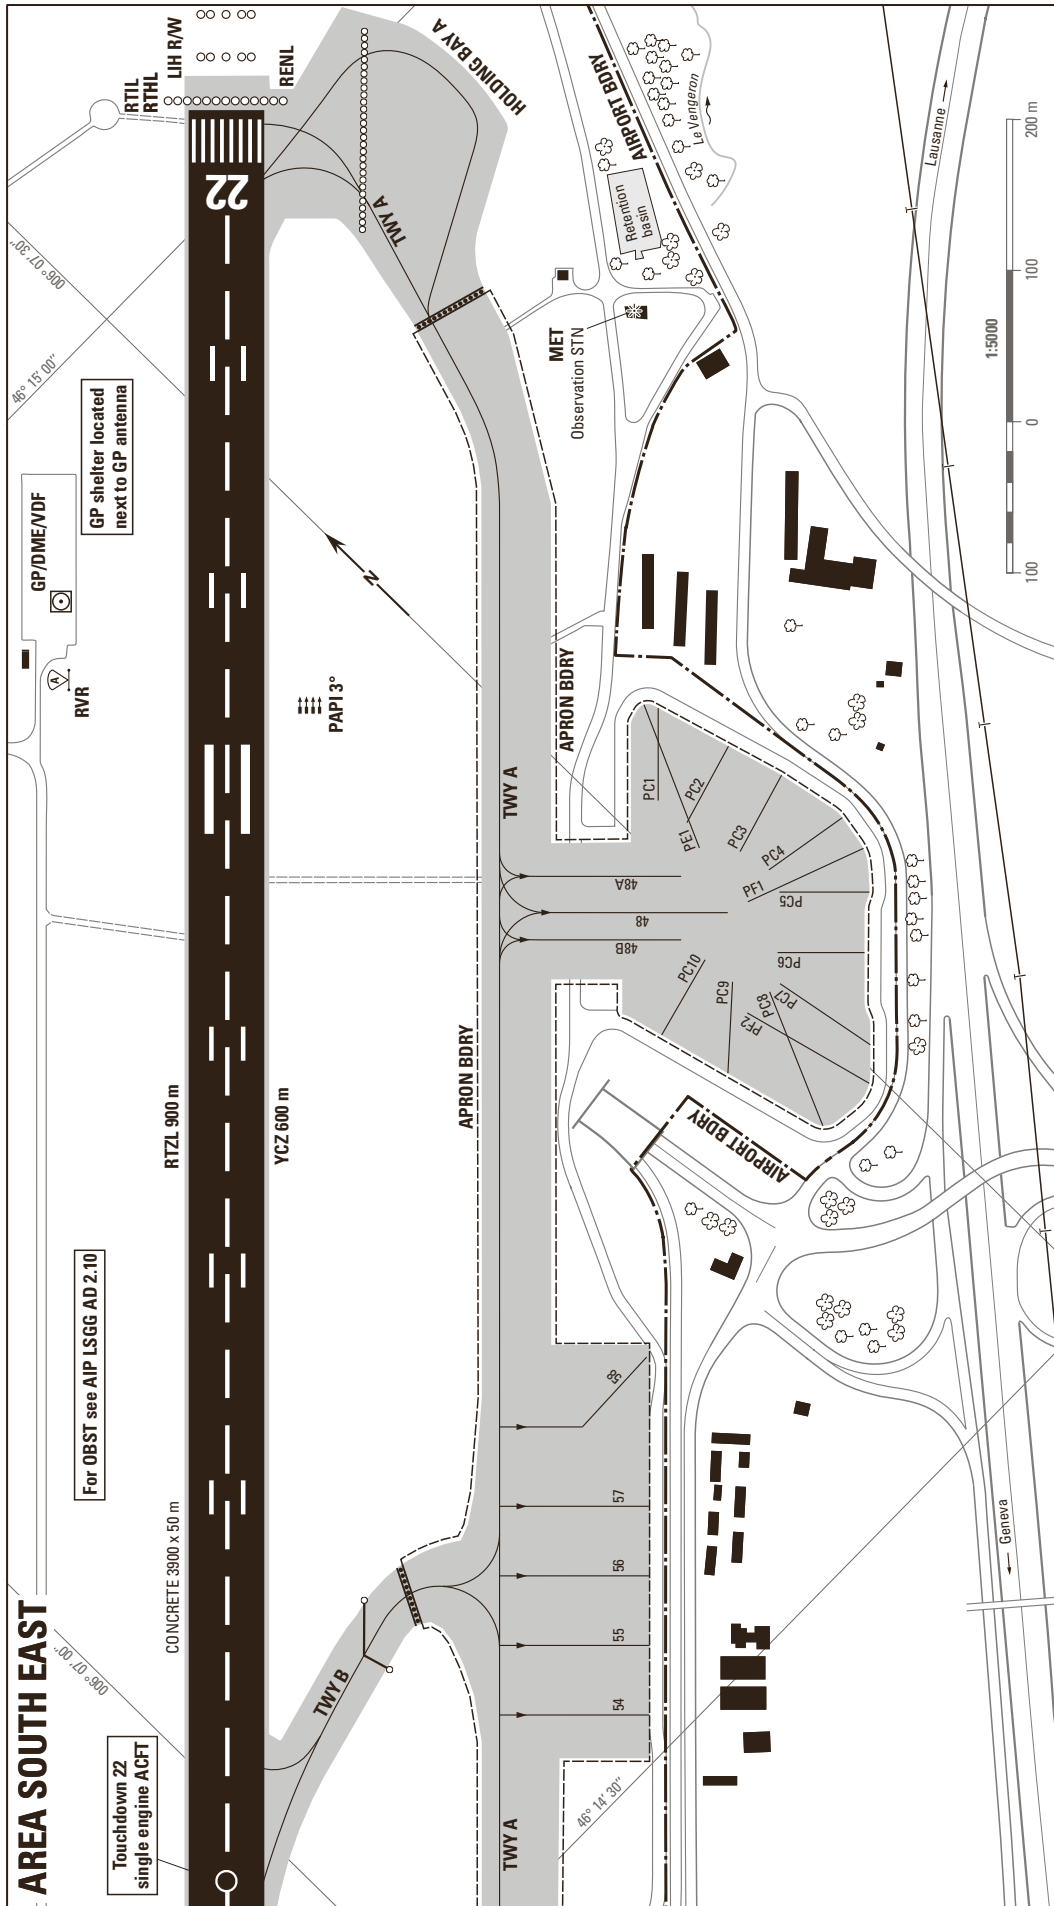 AREA SOUTH EAST
Touchdown 22
single engine ACFT
006° 07' 00''
CONCRETE 3900 x 50 m
For OBST see AIP LSGG AD 2.10
RTZL 900 m
YCZ 600 m
RVR
GP/DME/VDF
A
GP shelter located
next to GP antenna
46° 15' 00''
006° 07' 30''
PAPI 3°
N
22
RTIL
RTHL
LIH R/W
RENL
HOLDING BAY A
TWY A
AIRPORT BDRY
Le Vengeron
Retention
basin
MET
Observation STN
Lausanne
200 m
100
0
100
1:5000
APRON BDRY
TWY A
APRON BDRY
48A
48
48B
PC1
PE1
PC2
PC3
PC4
PF1
PC5
PC6
PC7
PC8
PF2
PC9
PC10
AIRPORT BDRY
58
57
56
55
54
TWY B
TWY A
46° 14' 30''
Geneva